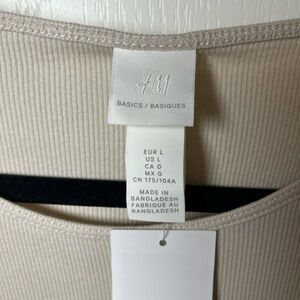 H&M
BASICS / BASIQUES
EUR L
US L
CA G
MX G
CN 175/104A
MADE IN
BANGLADESH
FABRIQUÉ AU
BANGLADESH